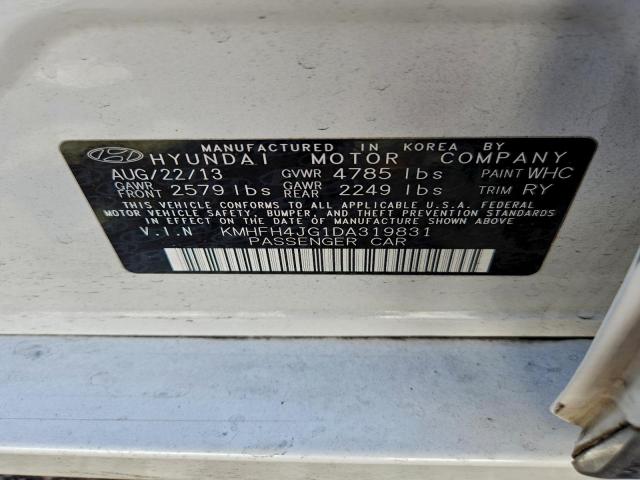 MANUFACTURED IN KOREA BY
HYUNDAI MOTOR COMPANY
AUG/22/13 GVWR 4785 lbs PAINT WHC
GAWR FRONT 2579 lbs GAWR REAR 2249 lbs TRIM RY
THIS VEHICLE CONFORMS TO ALL APPLICABLE U.S.A. FEDERAL
MOTOR VEHICLE SAFETY, BUMPER, AND THEFT PREVENTION
STANDARDS IN EFFECT ON THE DATE OF MANUFACTURE SHOWN ABOVE.
V.I.N KMHFH4JG1DA319831
PASSENGER CAR